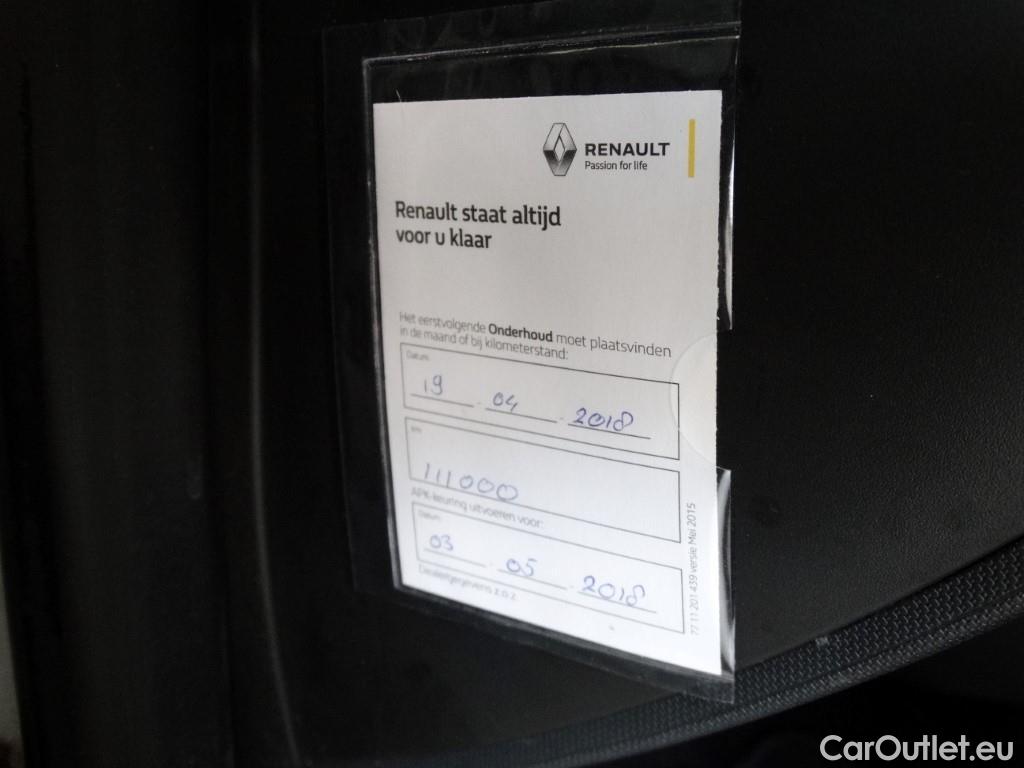 RENAULT
Passion for life
Renault staat altijd
voor u klaar
Het eerstvolgende Onderhoud moet plaatsvinden
in de maand of bij kilometerstand:
Datum:
19 . 04 . 2018
km:
111000
APK-keuring uitvoeren voor:
Datum:
03 . 05 . 2018
Dealergegevens z.o.z.
77 11 201 439 versie Mei 2015
CarOutlet.eu